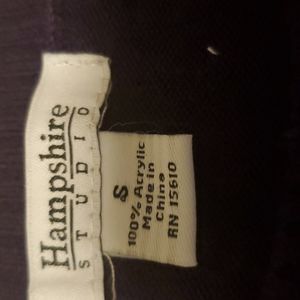 Hampshire
STUDIO
S
100% Acrylic
Made in
China
RN 15610